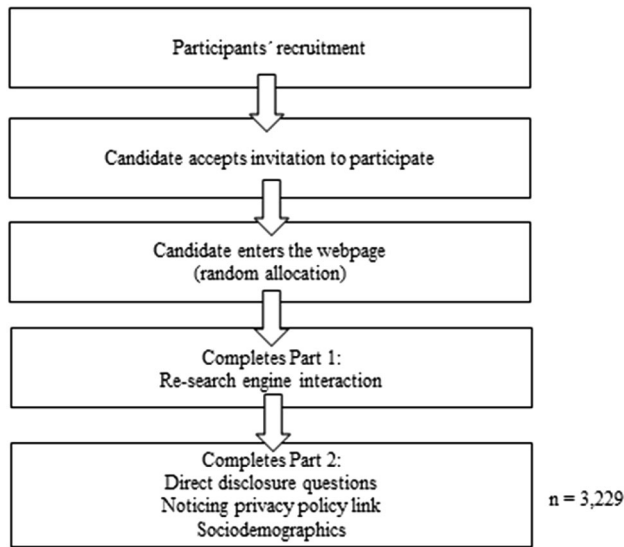 Participants´ recruitment
Candidate accepts invitation to participate
Candidate enters the webpage
(random allocation)
Completes Part 1:
Re-search engine interaction
Completes Part 2:
Direct disclosure questions
Noticing privacy policy link
Sociodemographics
n = 3,229